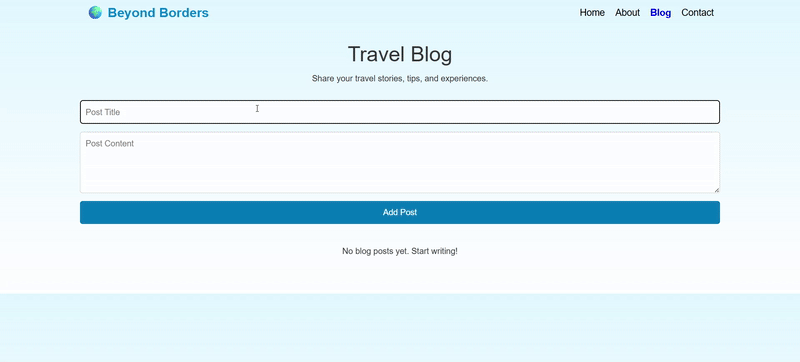 Beyond Borders
Home About Blog Contact
Travel Blog
Share your travel stories, tips, and experiences.
Post Title
Post Content
Add Post
No blog posts yet. Start writing!